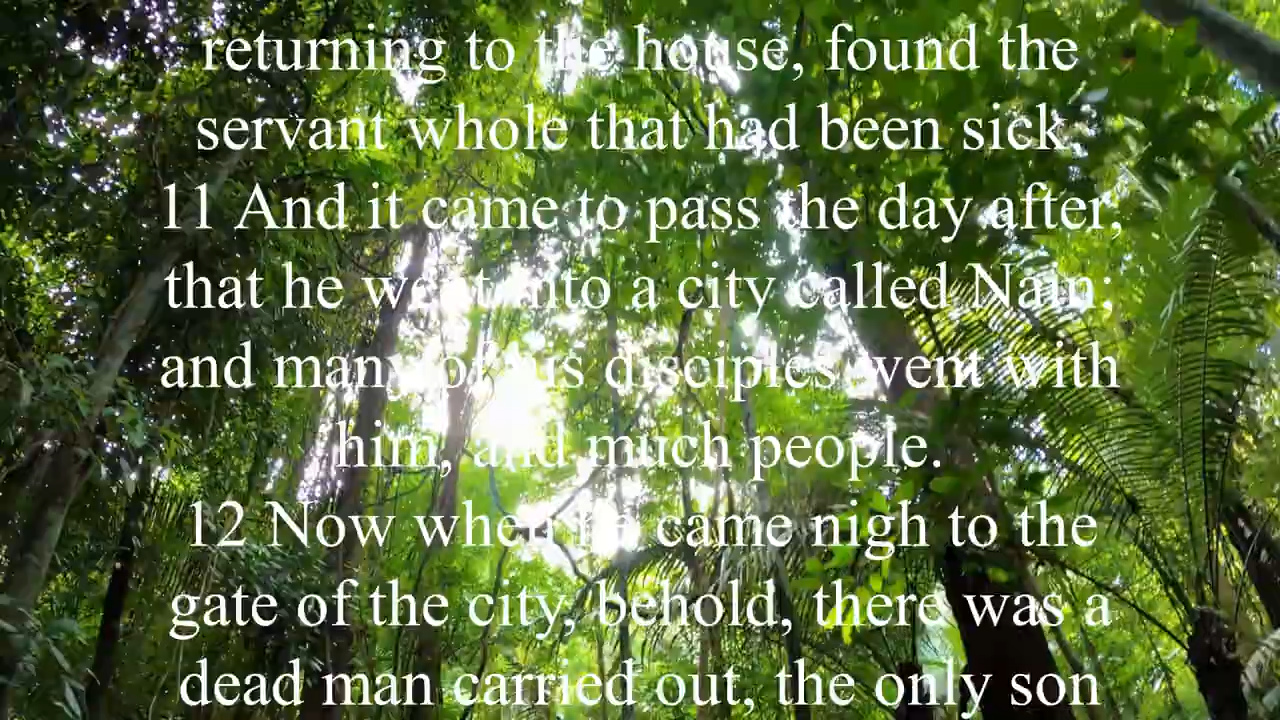 returning to the house, found the
servant whole that had been sick.
11 And it came to pass the day after,
that he went into a city called Nain;
and many of his disciples went with
him, and much people.
12 Now when he came nigh to the
gate of the city, behold, there was a
dead man carried out, the only son